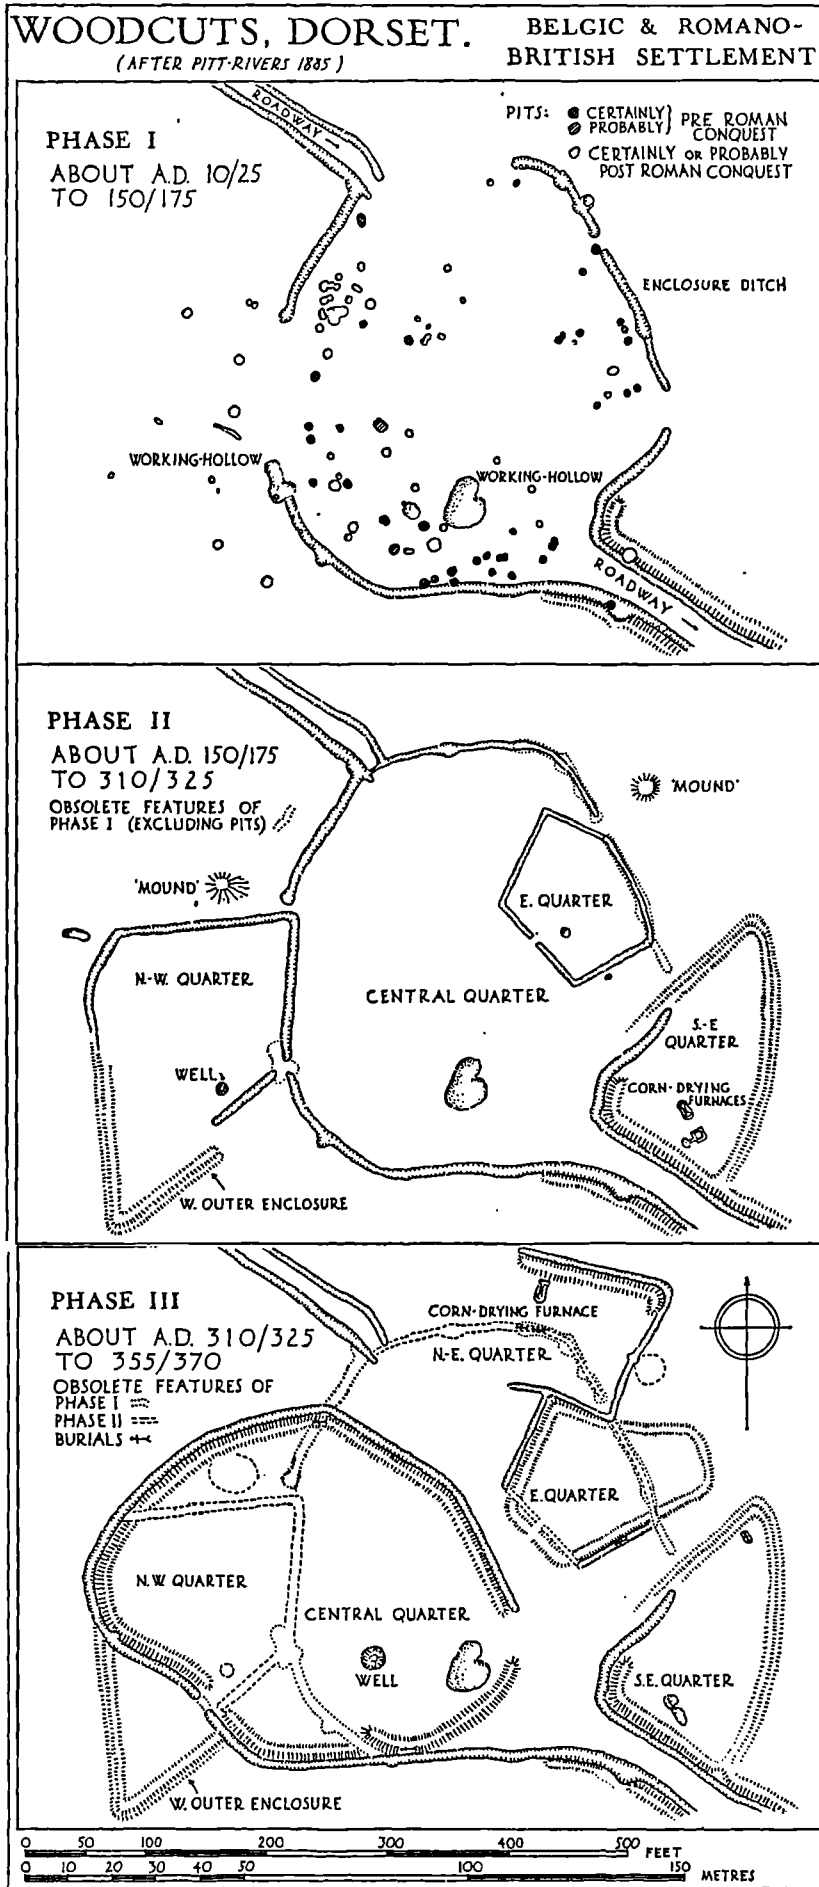 WOODCUTS, DORSET.
(AFTER PITT-RIVERS 1885)
BELGIC & ROMANO-
BRITISH SETTLEMENT
PHASE I
ABOUT A.D. 10/25
TO 150/175
ROADWAY
PITS:
CERTAINLY
PROBABLY
PRE ROMAN
CONQUEST
CERTAINLY OR PROBABLY
POST ROMAN CONQUEST
ENCLOSURE DITCH
WORKING-HOLLOW
WORKING-HOLLOW
ROADWAY
PHASE II
ABOUT A.D. 150/175
TO 310/325
OBSOLETE FEATURES OF
PHASE I (EXCLUDING PITS)
'MOUND'
'MOUND'
E. QUARTER
N-W. QUARTER
CENTRAL QUARTER
S.-E
QUARTER
WELL
CORN-DRYING
FURNACES
W. OUTER ENCLOSURE
PHASE III
ABOUT A.D. 310/325
TO 355/370
OBSOLETE FEATURES OF
PHASE I
PHASE II
BURIALS
CORN-DRYING FURNACE
N.-E. QUARTER
E. QUARTER
N.W. QUARTER
CENTRAL QUARTER
WELL
S.E. QUARTER
W. OUTER ENCLOSURE
0 50 100 200 300 400 500 FEET
0 10 20 30 40 50 100 150 METRES